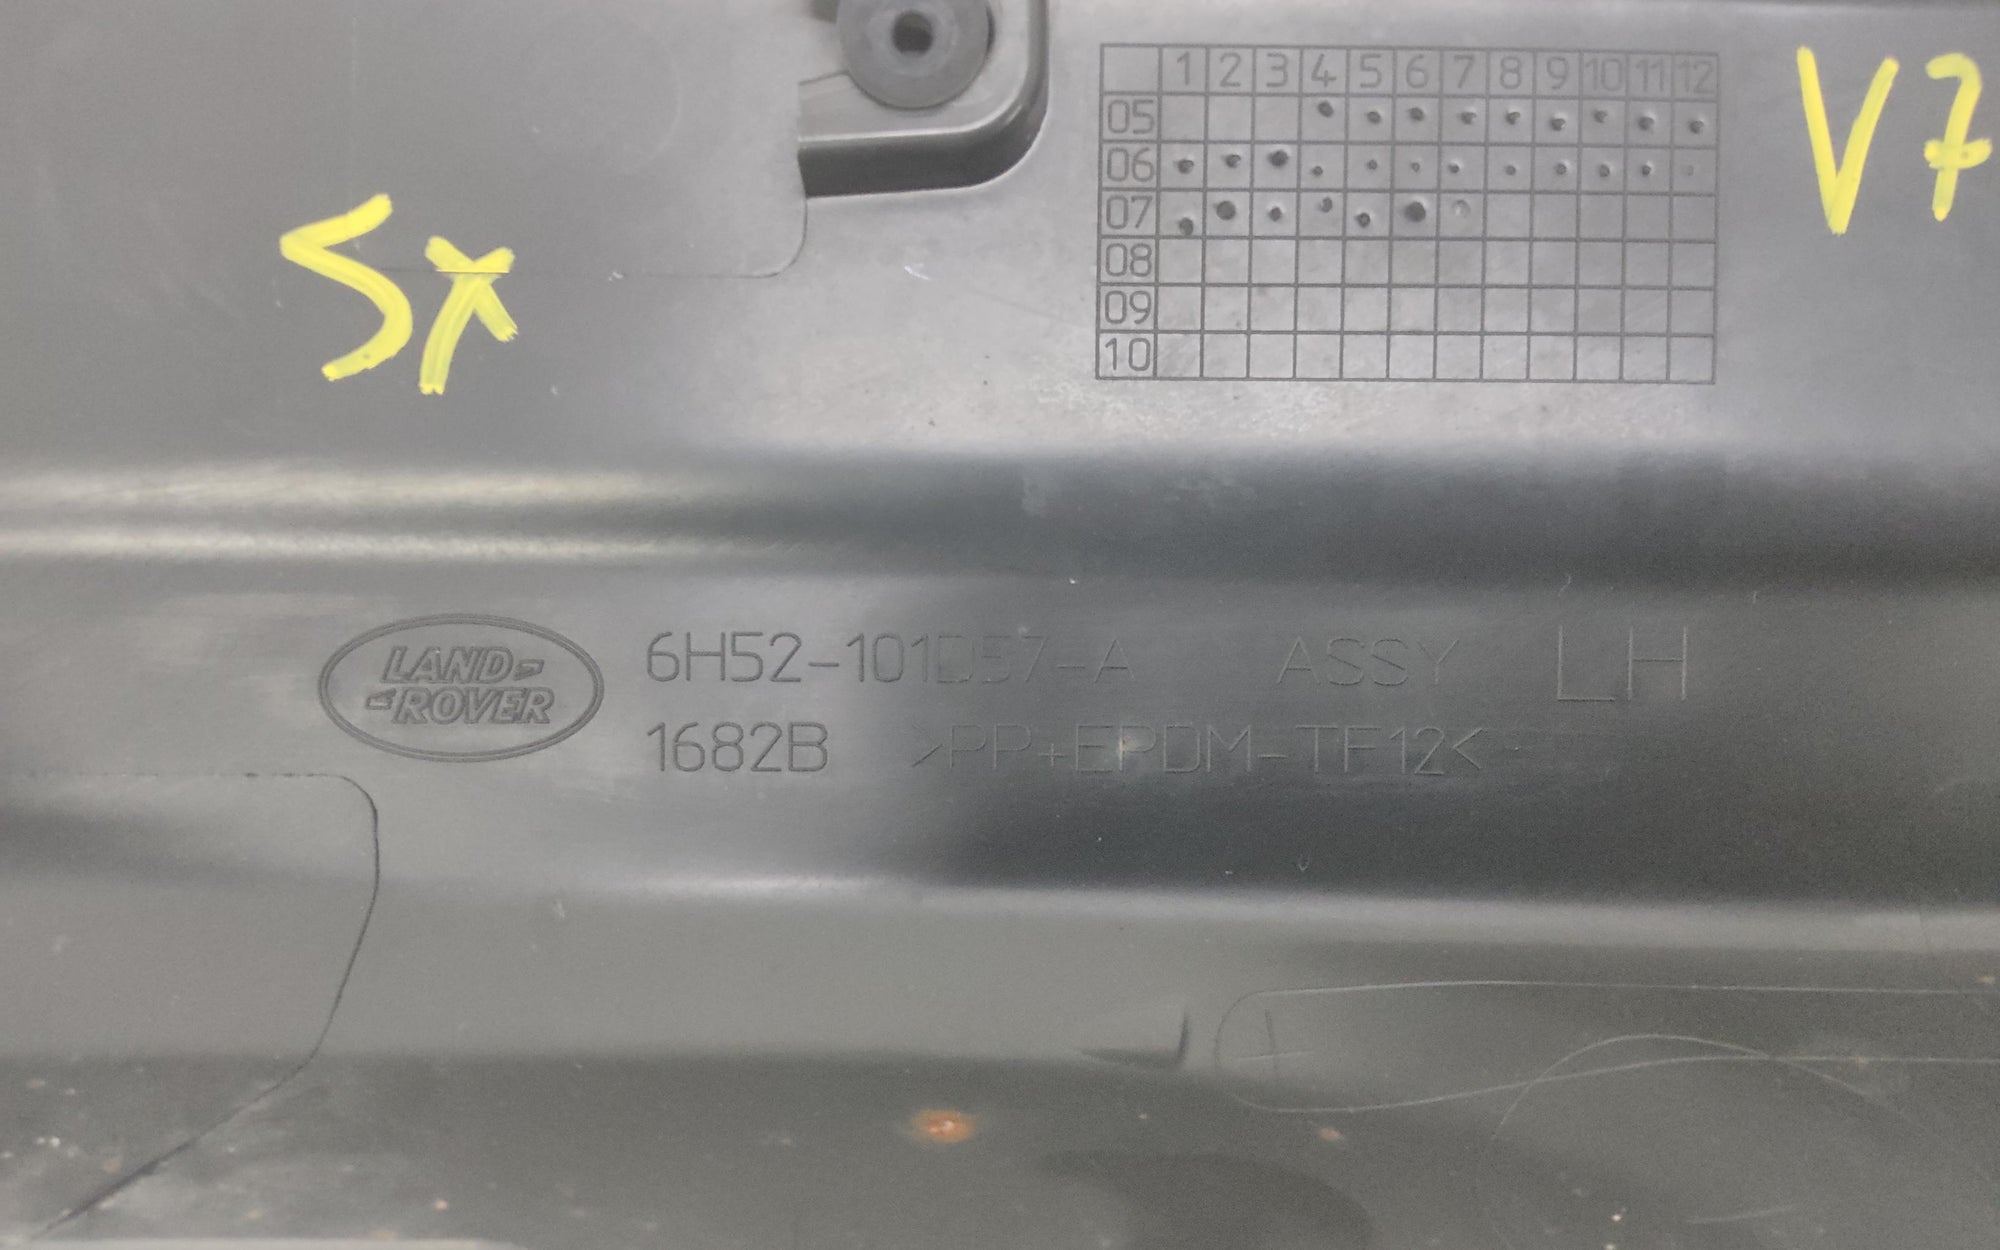 1 2 3 4 5 6 7 8 9 10 11 12
05
06
07
08
09
10
V7
Sx
LAND
ROVER
6H52-101D57-A ASSY LH
1682B >PP+EPDM-TF12<